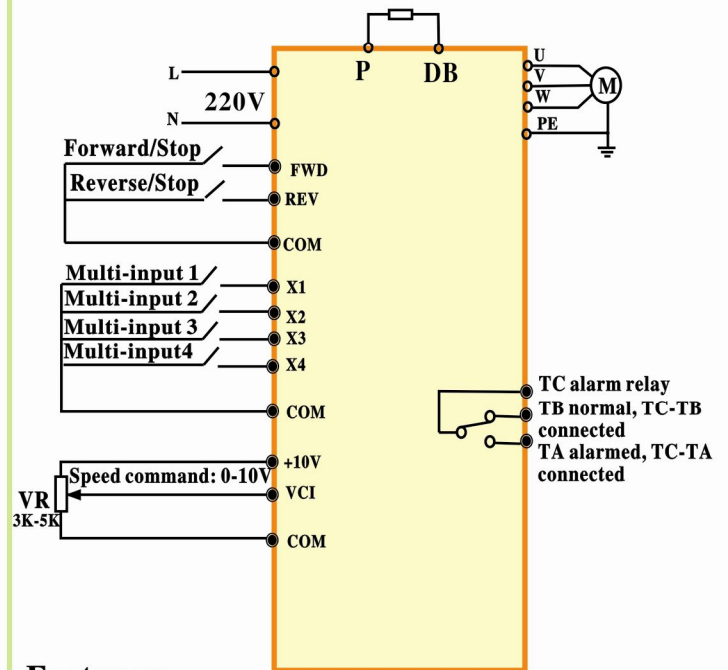 P
DB
L
220V
N
Forward/Stop
FWD
Reverse/Stop
REV
COM
Multi-input 1
X1
Multi-input 2
X2
Multi-input 3
X3
Multi-input4
X4
COM
+10V
Speed command: 0-10V
VCI
VR
3K-5K
COM
U
V
W
M
PE
TC alarm relay
TB normal, TC-TB
connected
TA alarmed, TC-TA
connected